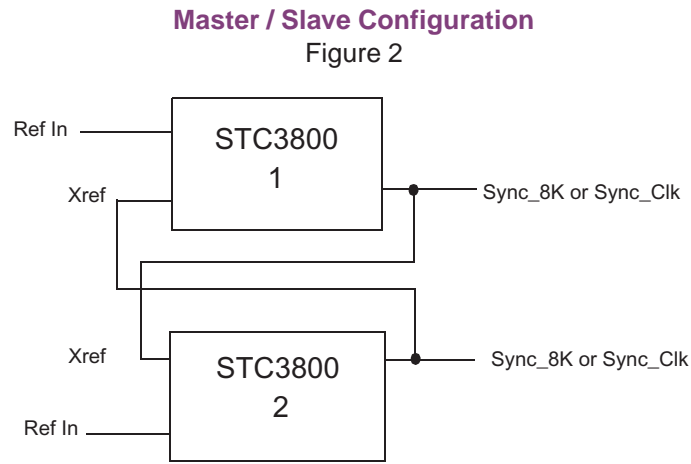 Master / Slave Configuration
Figure 2
Ref In
STC3800
1
Xref
Sync_8K or Sync_Clk
Xref
STC3800
2
Sync_8K or Sync_Clk
Ref In